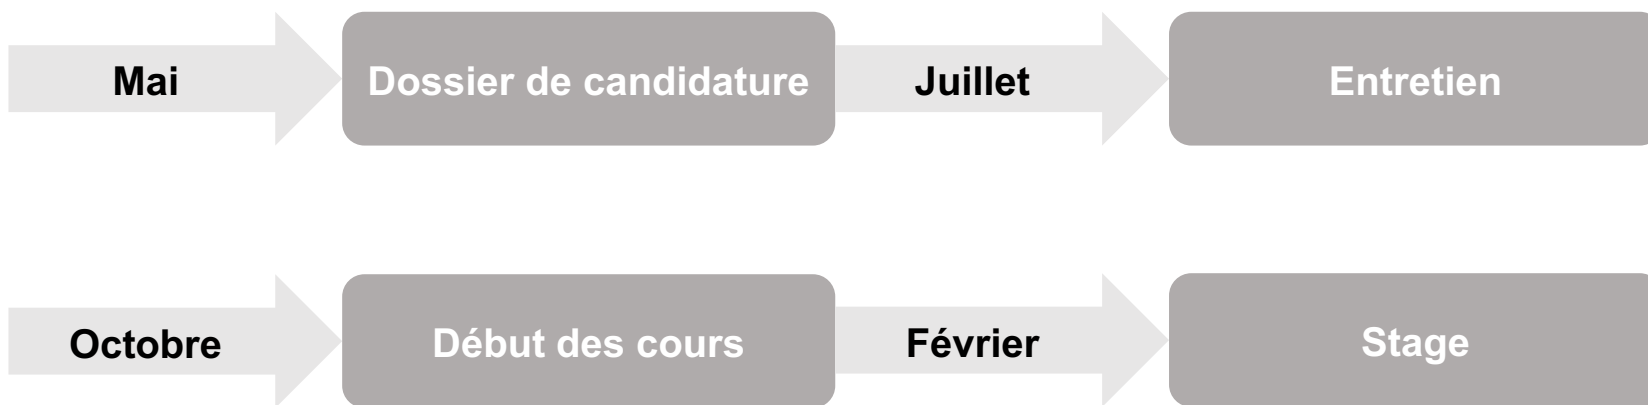 Mai
Dossier de candidature
Juillet
Entretien
Octobre
Début des cours
Février
Stage